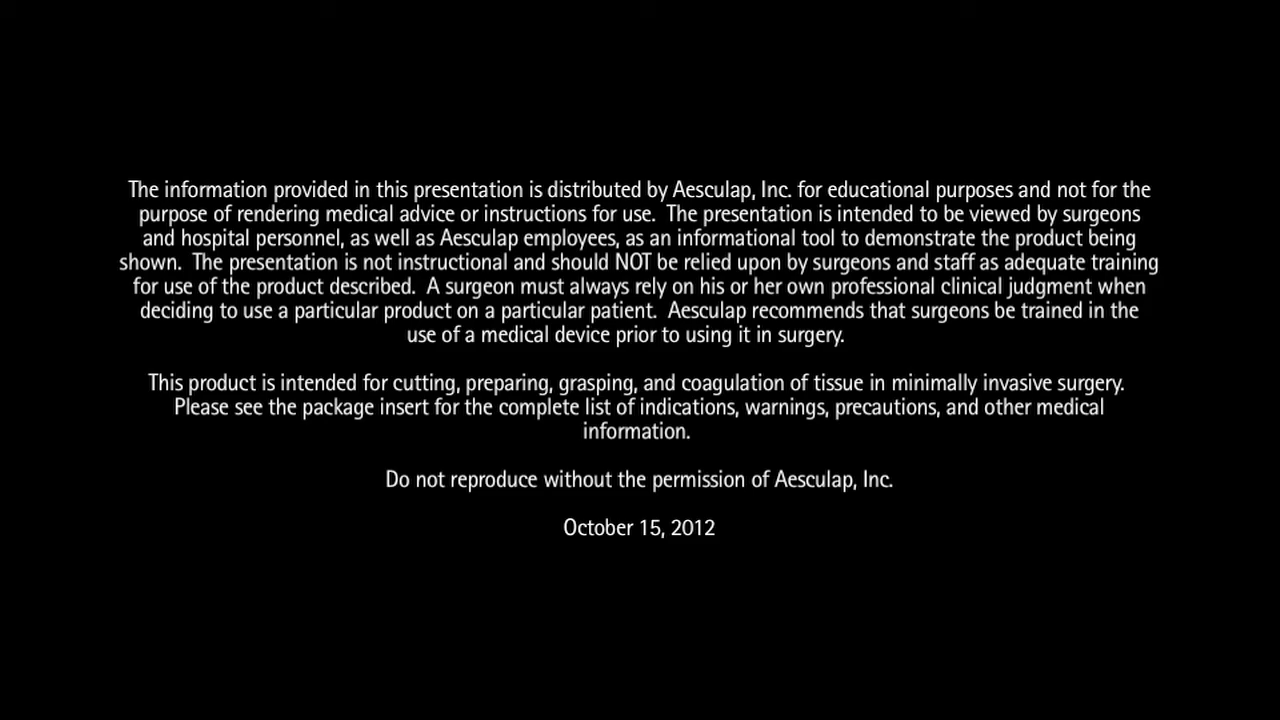 The information provided in this presentation is distributed by Aesculap, Inc. for educational purposes and not for the
purpose of rendering medical advice or instructions for use.  The presentation is intended to be viewed by surgeons
and hospital personnel, as well as Aesculap employees, as an informational tool to demonstrate the product being
shown.  The presentation is not instructional and should NOT be relied upon by surgeons and staff as adequate training
for use of the product described.  A surgeon must always rely on his or her own professional clinical judgment when
deciding to use a particular product on a particular patient.  Aesculap recommends that surgeons be trained in the
use of a medical device prior to using it in surgery.
This product is intended for cutting, preparing, grasping, and coagulation of tissue in minimally invasive surgery.
Please see the package insert for the complete list of indications, warnings, precautions, and other medical
information.
Do not reproduce without the permission of Aesculap, Inc.
October 15, 2012